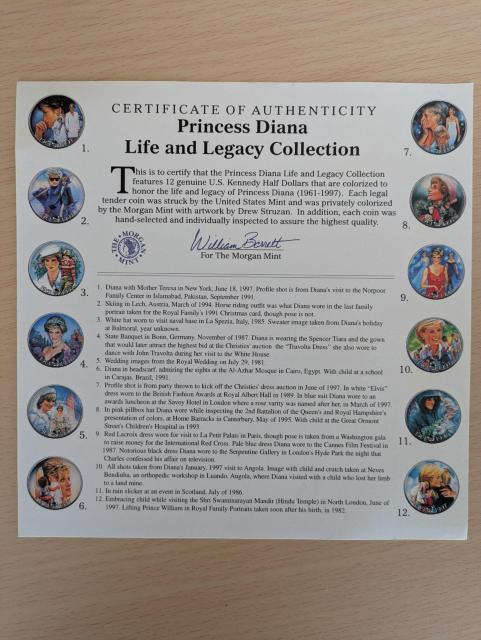 CERTIFICATE OF AUTHENTICITY
Princess Diana
Life and Legacy Collection
This is to certify that the Princess Diana Life and Legacy Collection
features 12 genuine U.S. Kennedy Half Dollars that are colorized to
honor the life and legacy of Princess Diana (1961-1997). Each legal
tender coin was struck by the United States Mint and was privately colorized
by the Morgan Mint with artwork by Drew Struzan. In addition, each coin was
hand-selected and individually inspected to assure the highest quality.
THE MORGAN MINT
William Barrett
For The Morgan Mint
1. Diana with Mother Teresa in New York, June 18, 1997. Profile shot is from Diana's visit to the Norpoor
Family Center in Islamabad, Pakistan, September 1991.
2. Skiing in Lech, Austria, March of 1994. Horse riding outfit was what Diana wore in the last family
portrait taken for the Royal Family's 1991 Christmas card, though pose is not.
3. White hat worn to visit naval base in La Spezia, Italy, 1985. Sweater image taken from Diana's holiday
at Balmoral, year unknown.
4. State Banquet in Bonn, Germany, November of 1987. Diana is wearing the Spencer Tiara and the gown
that would later attract the highest bid at the Christies' auction the "Travolta Dress" she also wore to
dance with John Travolta during her visit to the White House
5. Wedding images from the Royal Wedding on July 29, 1981.
6. Diana in headscarf, admiring the sights at the Al-Azhar Mosque in Cairo, Egypt. With child at a school
in Carajas, Brazil, 1991.
7. Profile shot is from party thrown to kick off the Christies' dress auction in June of 1997. In white "Elvis"
dress worn to the British Fashion Awards at Royal Albert Hall in 1989. In blue suit Diana wore to an
awards luncheon at the Savoy Hotel in London where a rose variety was named after her, in March of 1997.
8. In pink pillbox hat Diana wore while inspecting the 2nd Battalion of the Queen's and Royal Hampshire's
presentation of colors, at Home Barracks in Canterbury, May of 1995. With child at the Great Ormond
Street's Children's Hospital in 1993.
9. Red Lacroix dress worn for visit to La Petit Palais in Paris, though pose is taken from a Washington gala
to raise money for the International Red Cross. Pale blue dress Diana wore to the Cannes Film Festival in
1987. Notorious black dress Diana wore to the Serpentine Gallery in London's Hyde Park the night that
Charles confessed his affair on television.
10. All shots taken from Diana's January, 1997 visit to Angola. Image with child and crutch taken at Neves
Bendinha, an orthopedic workshop in Luando, Angola, where Diana visited with a child who lost her limb
to a land mine.
11. In rain slicker at an event in Scotland, July of 1986.
12. Embracing child while visiting the Shri Swaminarayan Mandir (Hindu Temple) in North London, June of
1997. Lifting Prince William in Royal Family Portraits taken soon after his birth, in 1982.
1.
2.
3.
4.
5.
6.
7.
8.
9.
10.
11.
12.